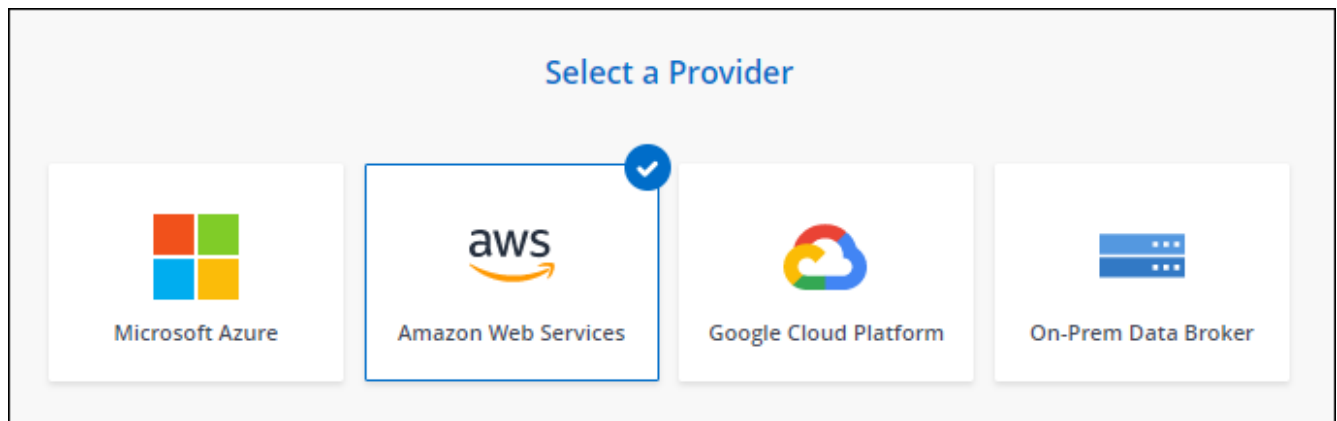 Select a Provider
aws
Microsoft Azure
Amazon Web Services
Google Cloud Platform
On-Prem Data Broker